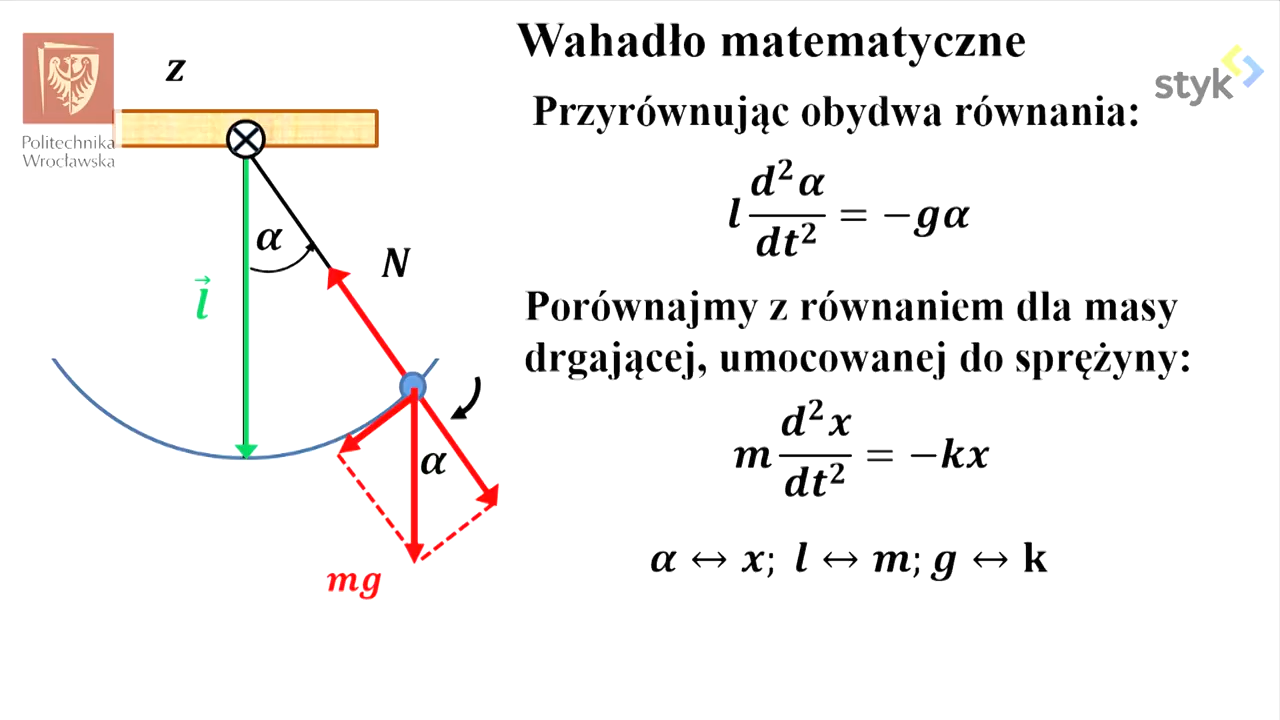 Politechnika
Wrocławska
z
Wahadło matematyczne
styk
Przyrównując obydwa równania:
l d²α/dt² = −gα
α
N
l⃗
Porównajmy z równaniem dla masy
drgającej, umocowanej do sprężyny:
m d²x/dt² = −kx
α
mg
α ↔ x; l ↔ m; g ↔ k